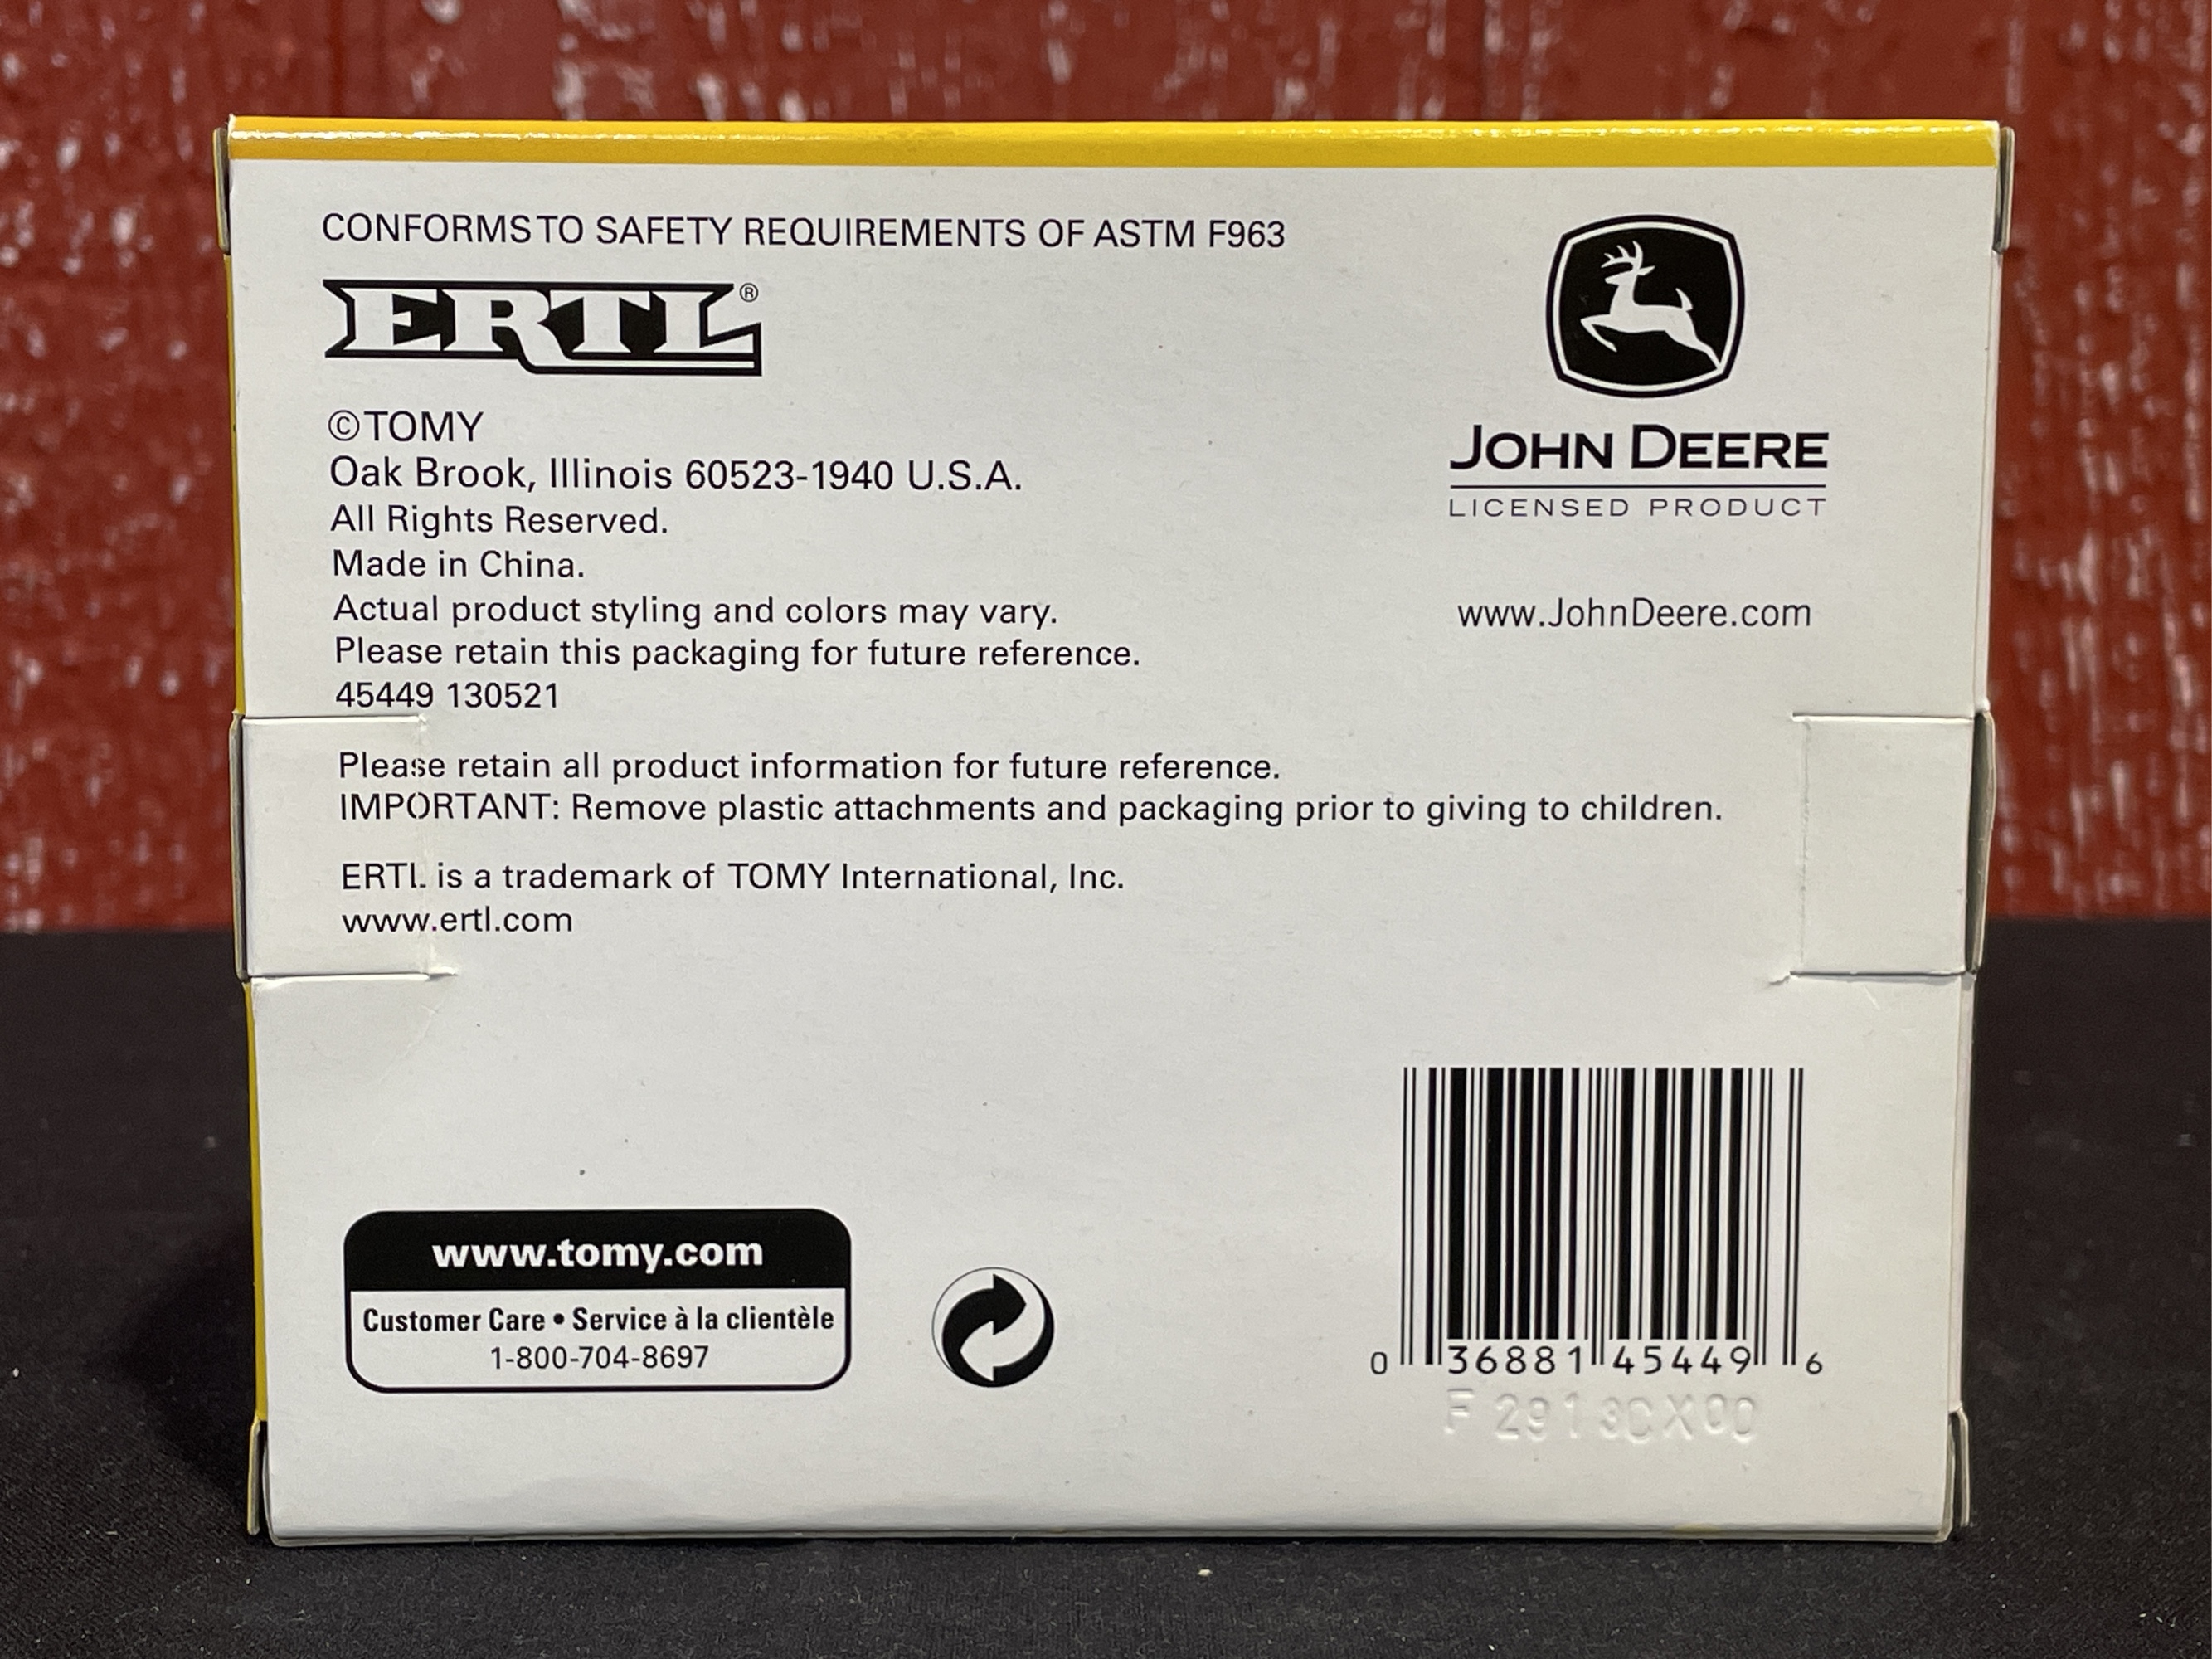 CONFORMS TO SAFETY REQUIREMENTS OF ASTM F963
ERTL®
©TOMY
Oak Brook, Illinois 60523-1940 U.S.A.
All Rights Reserved.
Made in China.
Actual product styling and colors may vary.
Please retain this packaging for future reference.
45449 130521
JOHN DEERE
LICENSED PRODUCT
www.JohnDeere.com
Please retain all product information for future reference.
IMPORTANT: Remove plastic attachments and packaging prior to giving to children.
ERTL is a trademark of TOMY International, Inc.
www.ertl.com
www.tomy.com
Customer Care • Service à la clientèle
1-800-704-8697
0 36881 45449 6
F 2913CX00